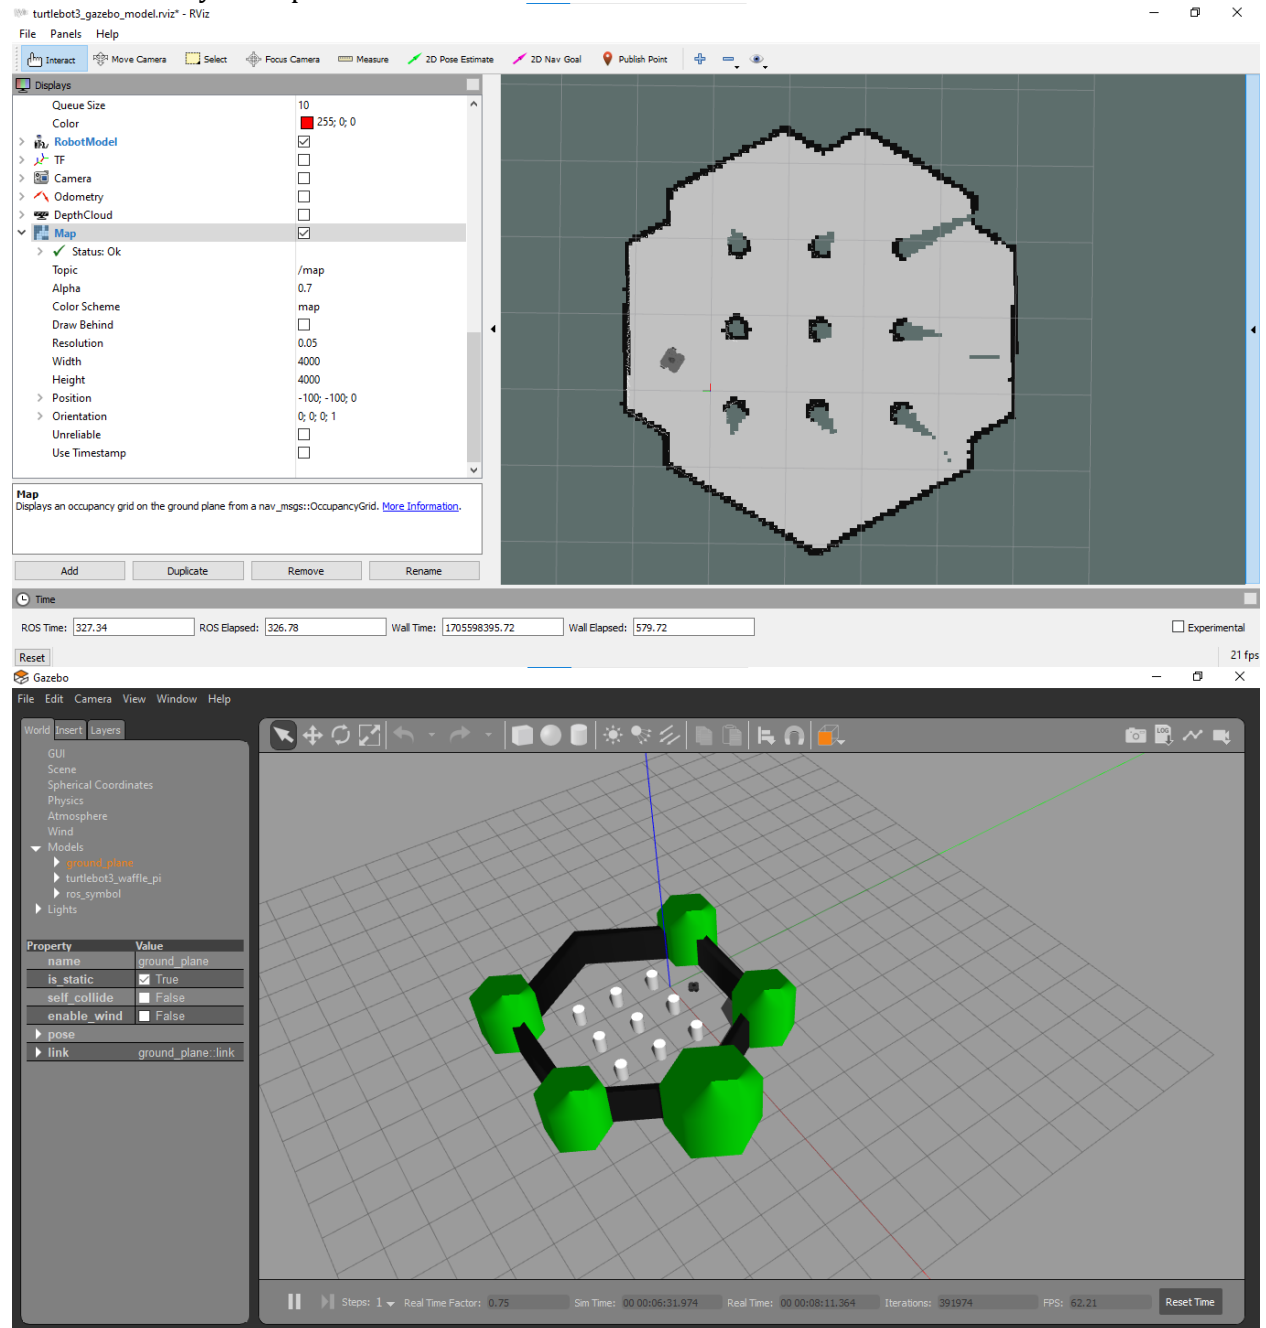 turtlebot3_gazebo_model.rviz* - RViz
File Panels Help
Interact Move Camera Select Focus Camera Measure 2D Pose Estimate 2D Nav Goal Publish Point
Displays
Queue Size 10
Color 255; 0; 0
RobotModel
TF
Camera
Odometry
DepthCloud
Map
Status: Ok
Topic /map
Alpha 0.7
Color Scheme map
Draw Behind
Resolution 0.05
Width 4000
Height 4000
Position -100; -100; 0
Orientation 0; 0; 0; 1
Unreliable
Use Timestamp
Map
Displays an occupancy grid on the ground plane from a nav_msgs::OccupancyGrid. More Information.
Add Duplicate Remove Rename
Time
ROS Time: 327.34 ROS Elapsed: 326.78 Wall Time: 1705598395.72 Wall Elapsed: 579.72 Experimental
Reset 21 fps
Gazebo
File Edit Camera View Window Help
World Insert Layers
LOG
GUI
Scene
Spherical Coordinates
Physics
Atmosphere
Wind
Models
ground_plane
turtlebot3_waffle_pi
ros_symbol
Lights
Property Value
name ground_plane
is_static True
self_collide False
enable_wind False
pose
link ground_plane::link
Steps: 1 Real Time Factor: 0.75 Sim Time: 00 00:06:31.974 Real Time: 00 00:08:11.364 Iterations: 391974 FPS: 62.21 Reset Time